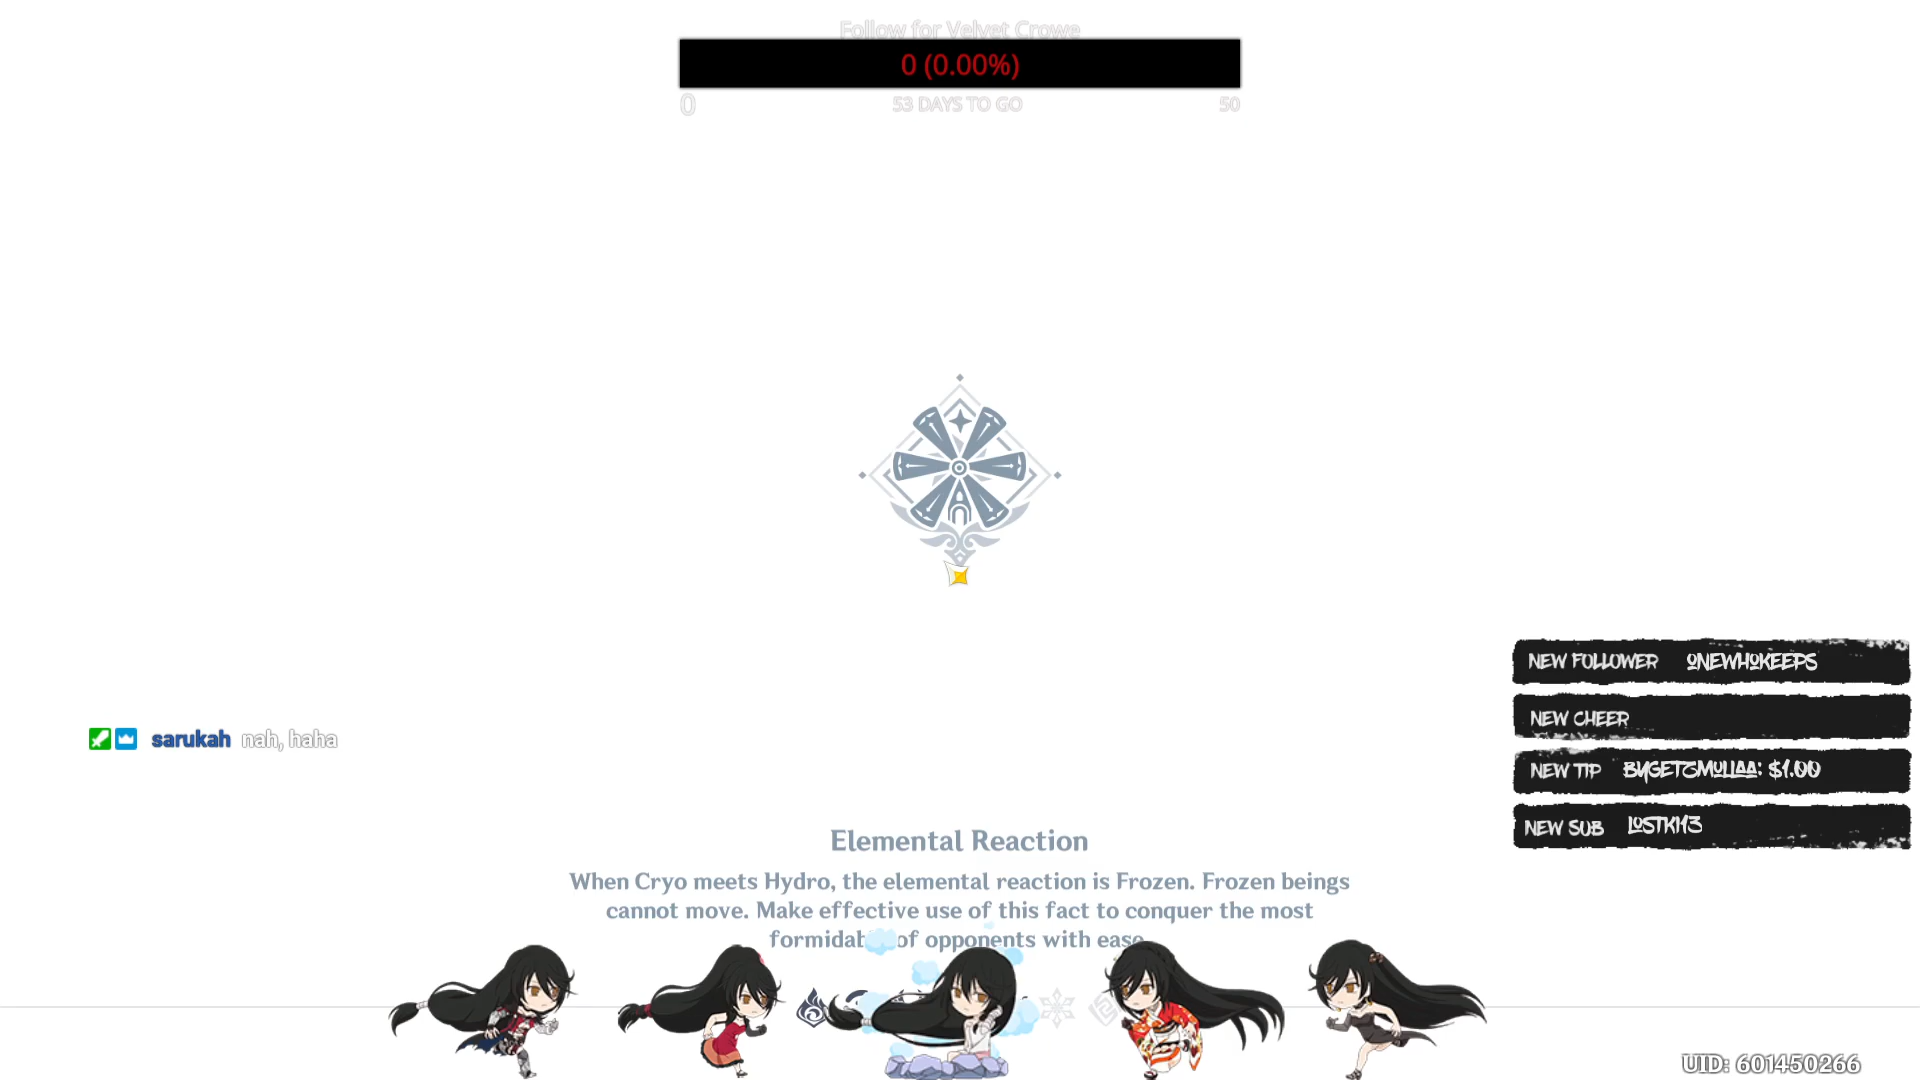 Follow for Velvet Crowe
0 (0.00%)
0 53 DAYS TO GO 50
NEW FOLLOWER ONEWHOKEEPS
NEW CHEER
sarukah nah, haha
NEW TIP BYGETZMULLAA: $1.00
NEW SUB LOSTKI13
Elemental Reaction
When Cryo meets Hydro, the elemental reaction is Frozen. Frozen beings
cannot move. Make effective use of this fact to conquer the most
of opponents with ease.
UID: 601450266